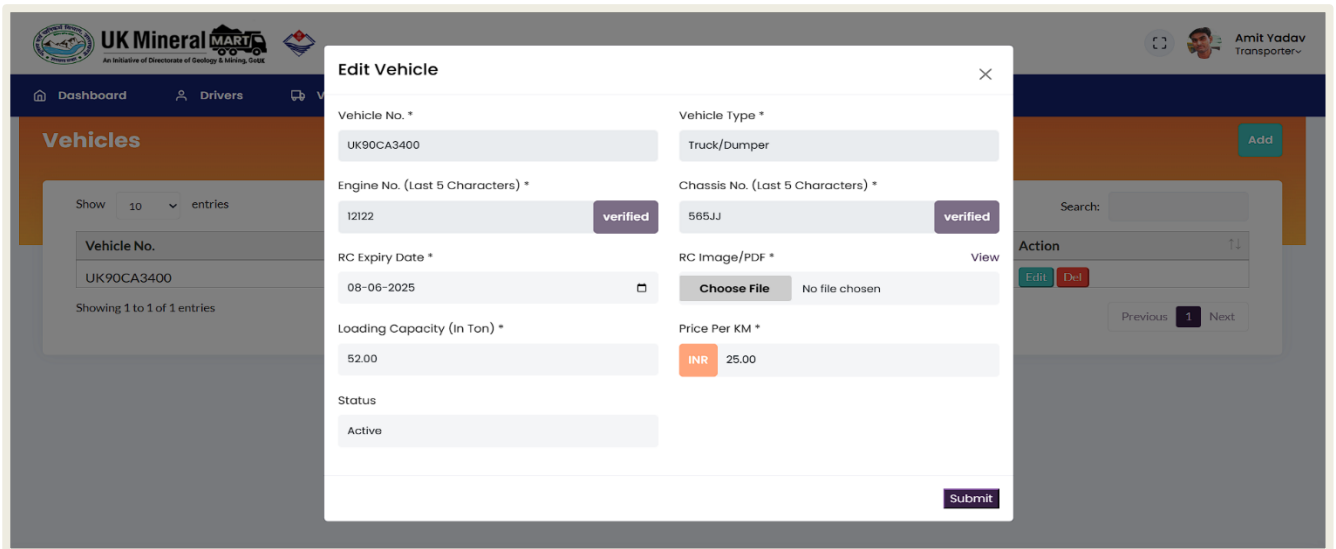 UK Mineral MART
An Initiative of Directorate of Geology & Mining, GoUK
Amit Yadav
Transporter
Dashboard
Drivers
V
Vehicles
Add
Show 10 entries
Search:
Vehicle No.
Action
UK90CA3400
Edit Del
Showing 1 to 1 of 1 entries
Previous 1 Next
Edit Vehicle
Vehicle No. * Vehicle Type *
UK90CA3400 Truck/Dumper
Engine No. (Last 5 Characters) * Chassis No. (Last 5 Characters) *
12122 verified 565JJ verified
RC Expiry Date * RC Image/PDF * View
08-06-2025 Choose File No file chosen
Loading Capacity (In Ton) * Price Per KM *
52.00 INR 25.00
Status
Active
Submit